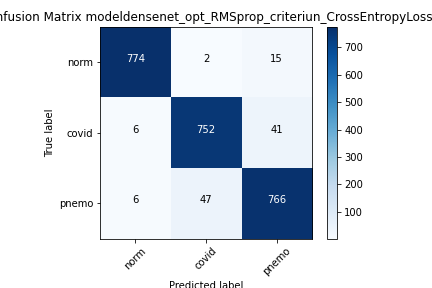 nfusion Matrix modeldensenet_opt_RMSprop_criteriun_CrossEntropyLoss
norm 774 2 15
covid 6 752 41
pnemo 6 47 766
norm covid pnemo
True label
Predicted label
700
600
500
400
300
200
100